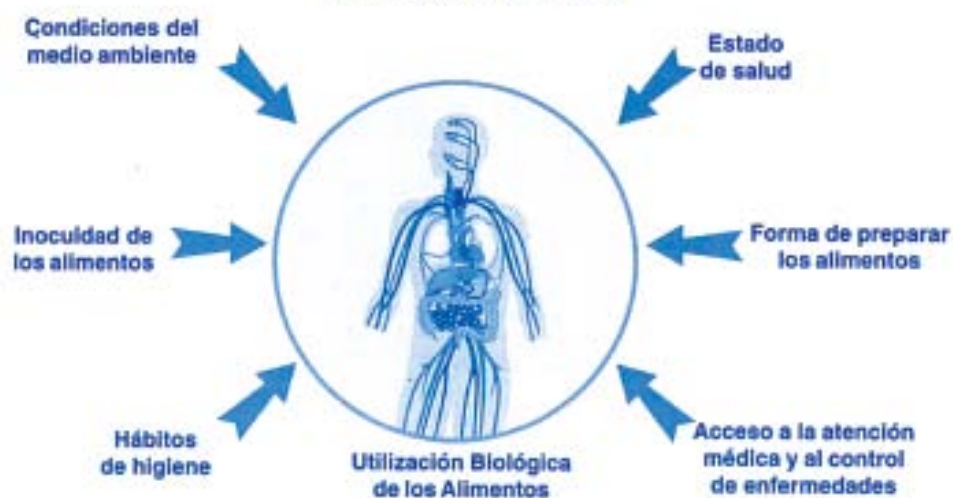 Condiciones del
medio ambiente
Estado
de salud
Inocuidad de
los alimentos
Forma de preparar
los alimentos
Hábitos
de higiene
Utilización Biológica
de los Alimentos
Acceso a la atención
médica y al control
de enfermedades